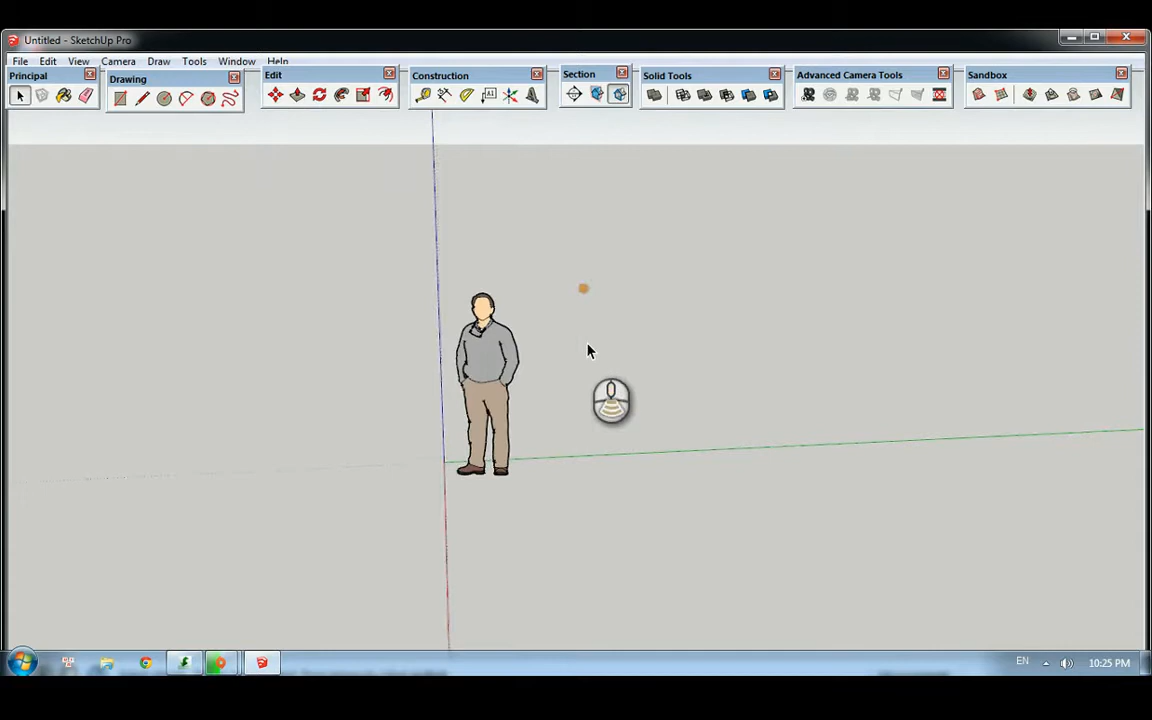 Untitled - SketchUp Pro
File Edit View Camera Draw Tools Window Help
Principal Drawing Edit Construction Section Solid Tools Advanced Camera Tools Sandbox
A1
EN 10:25 PM